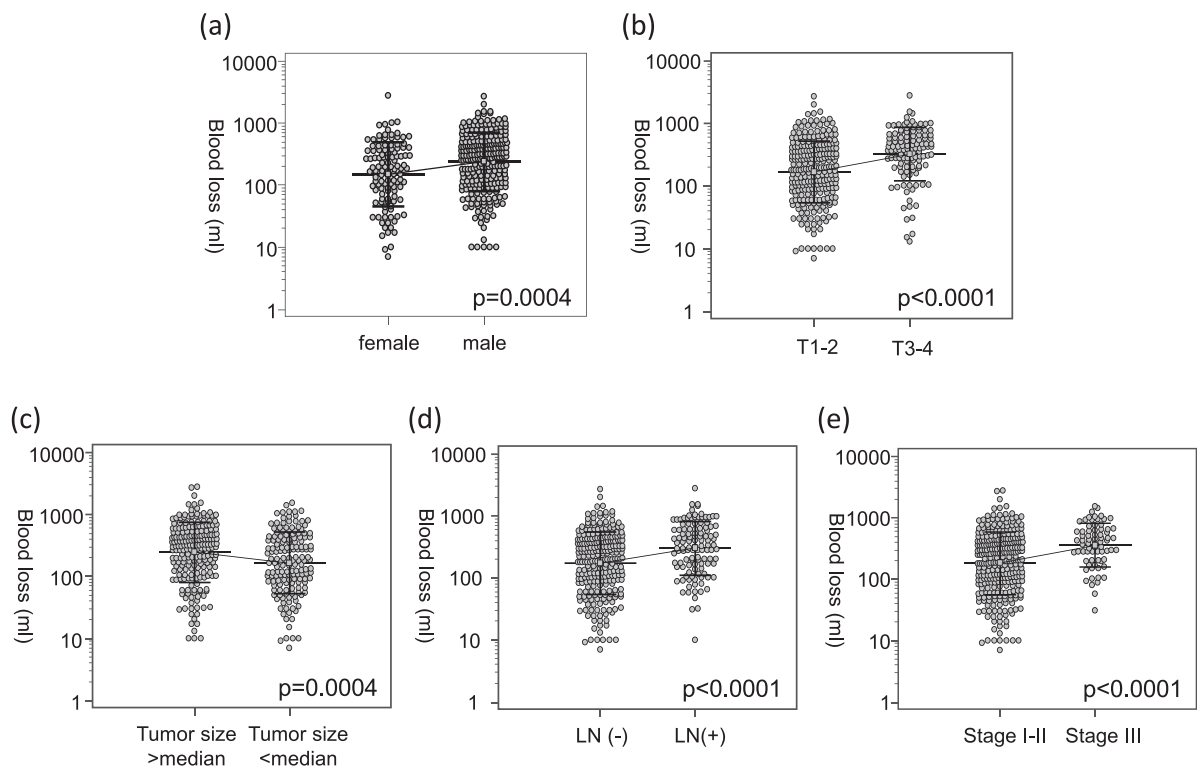 (a)
Blood loss (ml)
10000
1000
100
10
1
p=0.0004
female
male
(b)
Blood loss (ml)
10000
1000
100
10
1
p<0.0001
T1-2
T3-4
(c)
Blood loss (ml)
10000
1000
100
10
1
p=0.0004
Tumor size
>median
Tumor size
<median
(d)
Blood loss (ml)
10000
1000
100
10
1
p<0.0001
LN (-)
LN(+)
(e)
Blood loss (ml)
10000
1000
100
10
1
p<0.0001
Stage I-II
Stage III